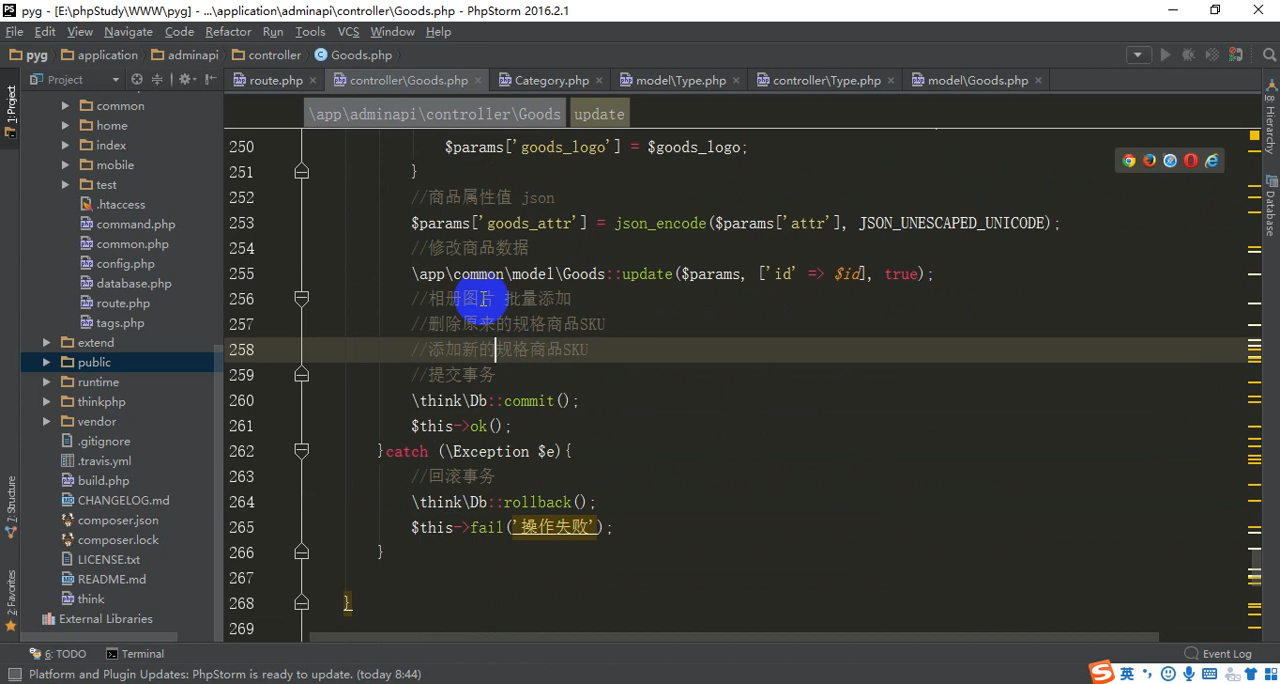 pyg - [E:\phpStudy\WWW\pyg] - ...\application\adminapi\controller\Goods.php - PhpStorm 2016.2.1
File Edit View Navigate Code Refactor Run Tools VCS Window Help
pyg application adminapi controller Goods.php
Project
route.php controller\Goods.php Category.php model\Type.php controller\Type.php model\Goods.php
1: Project
7: Structure
2: Favorites
8: Hierarchy
Database
common
home
index
mobile
test
.htaccess
command.php
common.php
config.php
database.php
route.php
tags.php
extend
public
runtime
thinkphp
vendor
.gitignore
.travis.yml
build.php
CHANGELOG.md
composer.json
composer.lock
LICENSE.txt
README.md
think
External Libraries
\app\adminapi\controller\Goods update
250 $params['goods_logo'] = $goods_logo;
251 }
252 //商品属性值 json
253 $params['goods_attr'] = json_encode($params['attr'], JSON_UNESCAPED_UNICODE);
254 //修改商品数据
255 \app\common\model\Goods::update($params, ['id' => $id], true);
256 //相册图片 批量添加
257 //删除原来的规格商品SKU
258 //添加新的规格商品SKU
259 //提交事务
260 \think\Db::commit();
261 $this->ok();
262 }catch (\Exception $e){
263 //回滚事务
264 \think\Db::rollback();
265 $this->fail('操作失败');
266 }
267
268 }
269
6: TODO Terminal Event Log
Platform and Plugin Updates: PhpStorm is ready to update. (today 8:44)
英